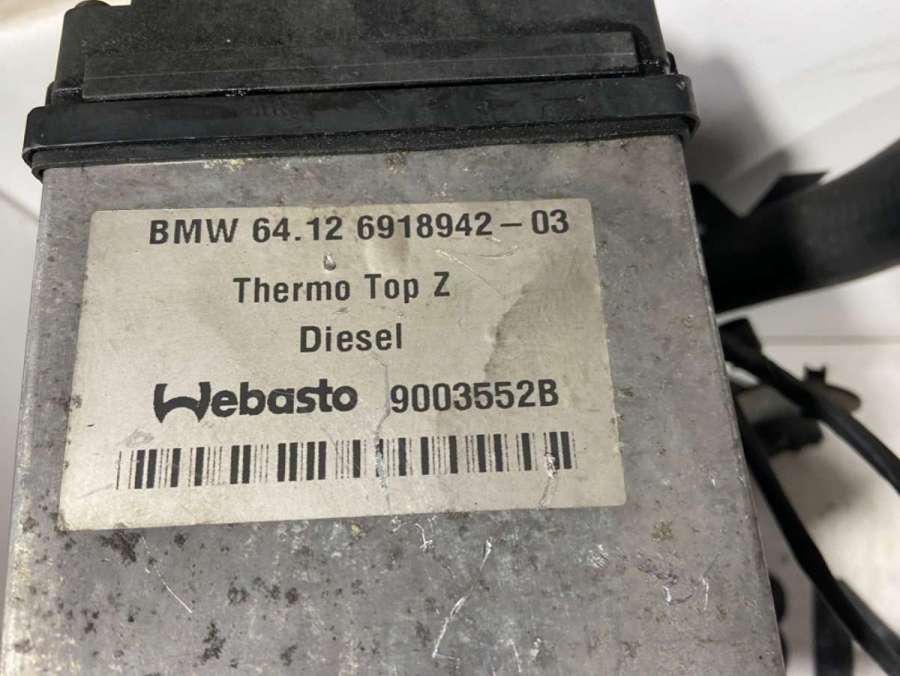 BMW 64.12 6918942-03
Thermo Top Z
Diesel
Webasto 9003552B